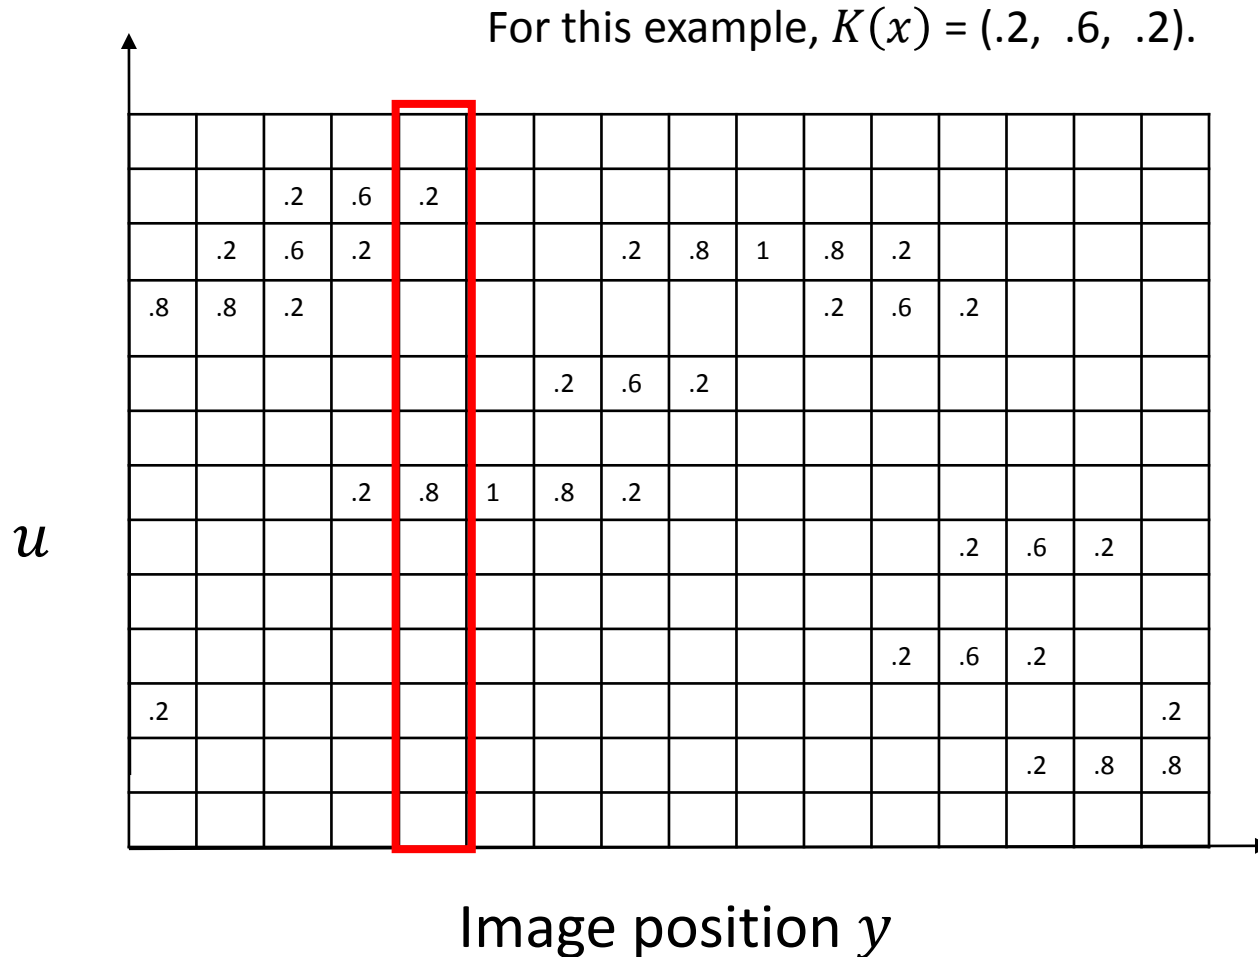 For this example, K(x) = (.2, .6, .2).
.2 .6 .2
.2 .6 .2 .2 .8 1 .8 .2
.8 .8 .2 .2 .6 .2
.2 .6 .2
.2 .8 1 .8 .2
u
.2 .6 .2
.2 .6 .2
.2 .2
.2 .8 .8
Image position y